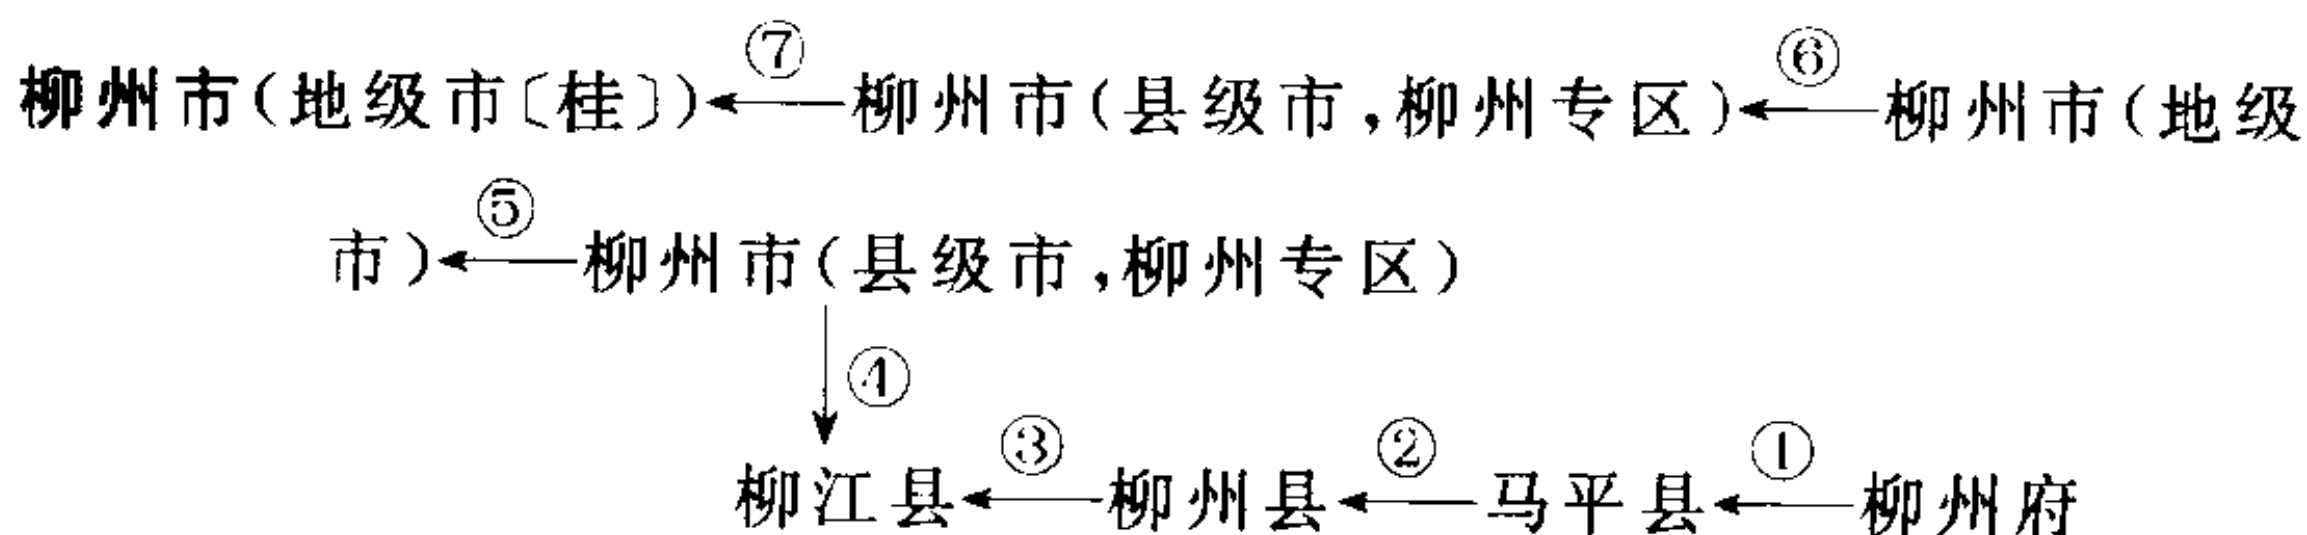 ⑦ ⑥
柳州市(地级市〔桂〕)←柳州市(县级市,柳州专区)←柳州市(地级
⑤
市)←柳州市(县级市,柳州专区)
↓④
③ ② ①
柳江县←柳州县←马平县←柳州府